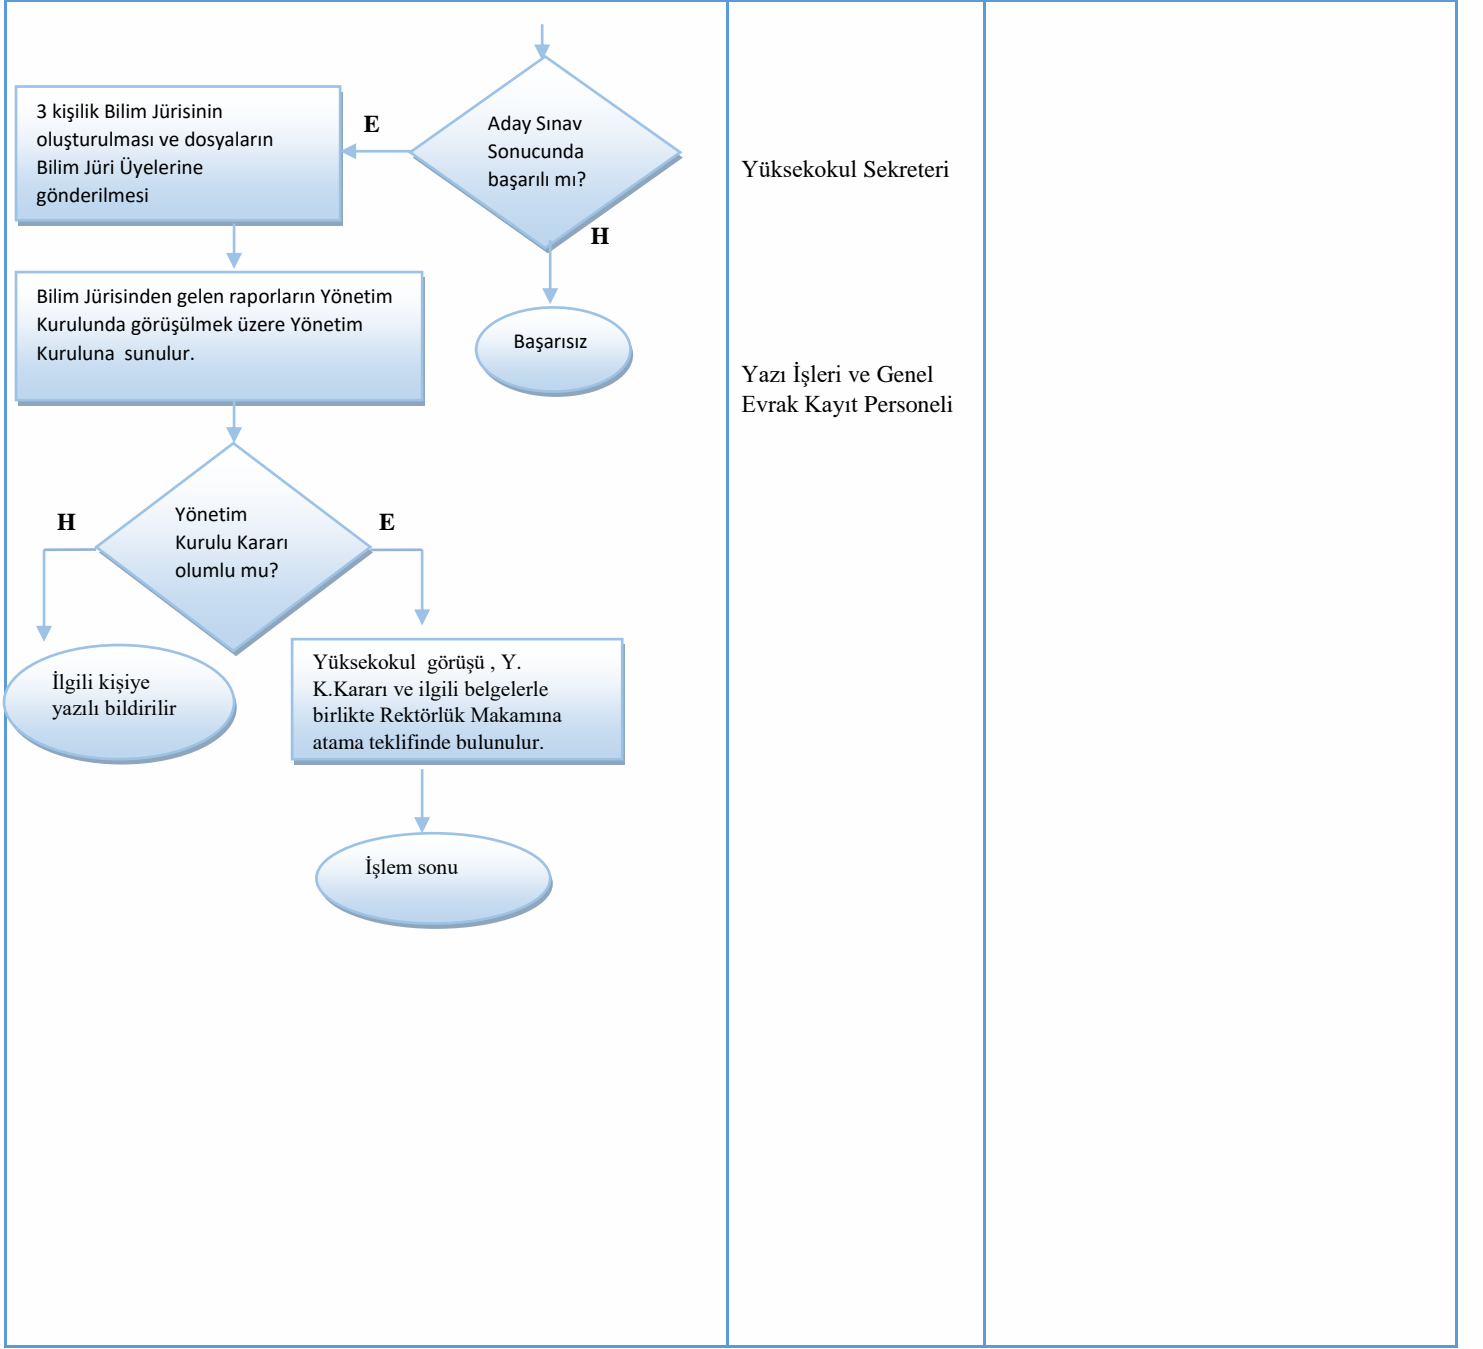 3 kişilik Bilim Jürisinin
oluşturulması ve dosyaların
Bilim Jüri Üyelerine
gönderilmesi
E
Aday Sınav
Sonucunda
başarılı mı?
H
Bilim Jürisinden gelen raporların Yönetim
Kurulunda görüşülmek üzere Yönetim
Kuruluna  sunulur.
Başarısız
H
Yönetim
Kurulu Kararı
olumlu mu?
E
İlgili kişiye
yazılı bildirilir
Yüksekokul  görüşü , Y.
K.Kararı ve ilgili belgelerle
birlikte Rektörlük Makamına
atama teklifinde bulunulur.
İşlem sonu
Yüksekokul Sekreteri
Yazı İşleri ve Genel
Evrak Kayıt Personeli